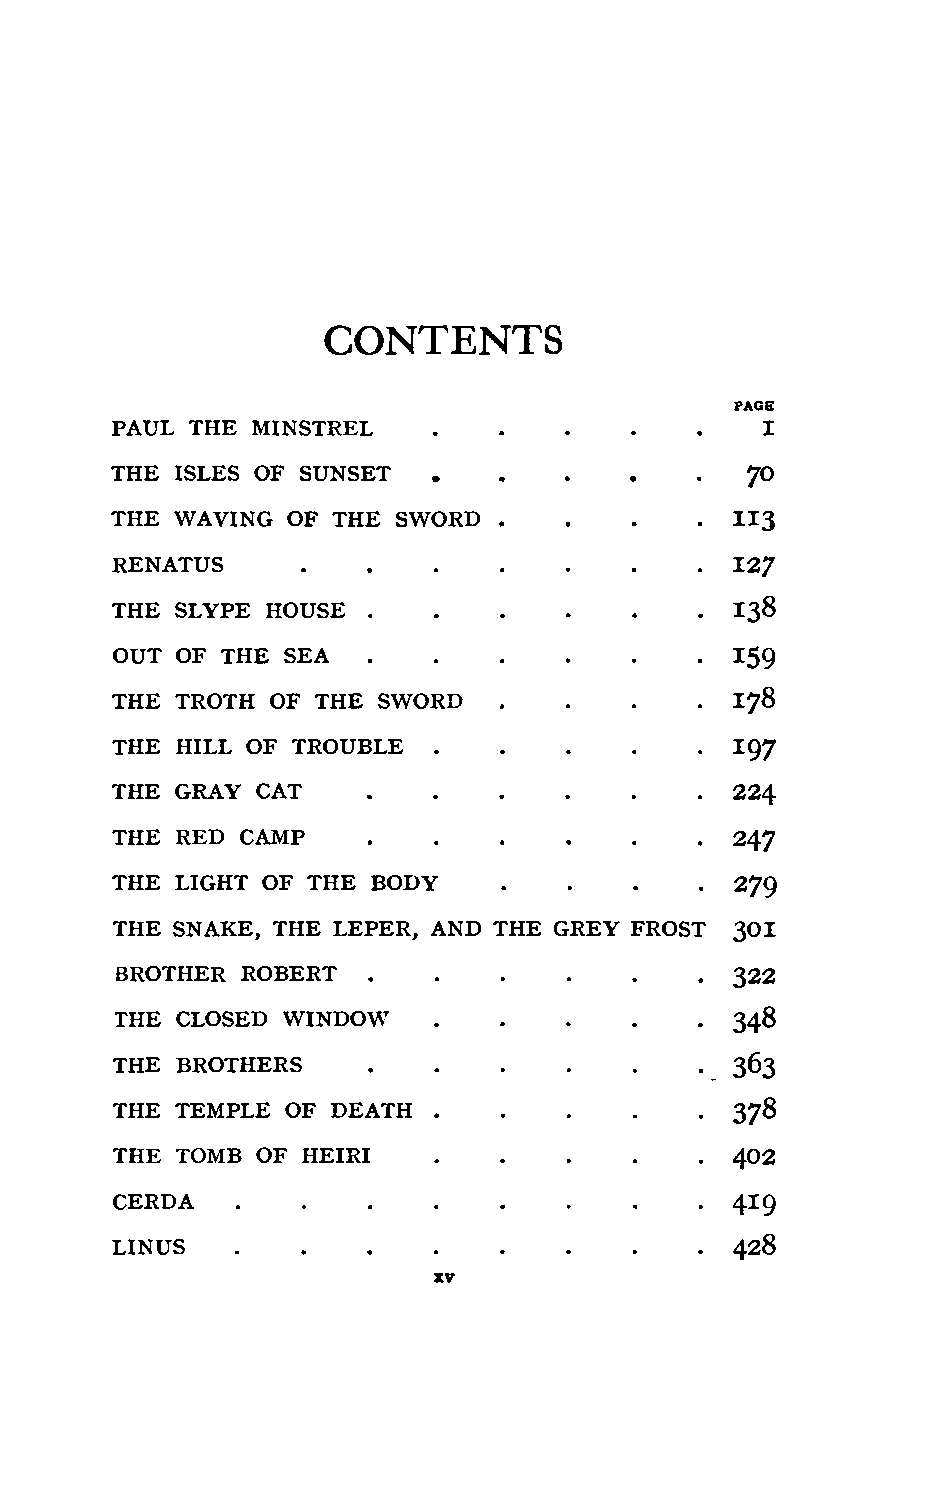 CONTENTS
PAGE
PAUL THE MINSTREL . . . . . 1
THE ISLES OF SUNSET . . . . . 70
THE WAVING OF THE SWORD . . . . 113
RENATUS . . . . . . . 127
THE SLYPE HOUSE . . . . . . 138
OUT OF THE SEA . . . . . . 159
THE TROTH OF THE SWORD . . . . 178
THE HILL OF TROUBLE . . . . . 197
THE GRAY CAT . . . . . . 224
THE RED CAMP . . . . . . 247
THE LIGHT OF THE BODY . . . . 279
THE SNAKE, THE LEPER, AND THE GREY FROST 301
BROTHER ROBERT . . . . . . 322
THE CLOSED WINDOW . . . . . 348
THE BROTHERS . . . . . . 363
THE TEMPLE OF DEATH . . . . . 378
THE TOMB OF HEIRI . . . . . 402
CERDA . . . . . . . . 419
LINUS . . . . . . . . 428
xv